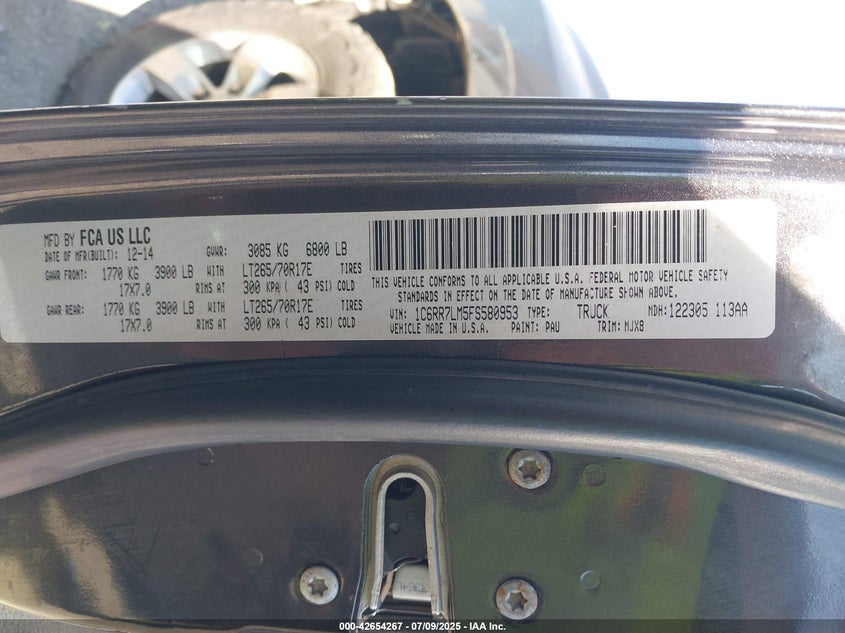 MFD BY FCA US LLC
DATE OF MFR(BUILT): 12-14 GVWR: 3085 KG 6800 LB
GAWR FRONT: 1770 KG 3900 LB WITH LT265/70R17E TIRES
17X7.0 RIMS AT 300 KPA ( 43 PSI) COLD
GAWR REAR: 1770 KG 3900 LB WITH LT265/70R17E TIRES
17X7.0 RIMS AT 300 KPA ( 43 PSI) COLD
THIS VEHICLE CONFORMS TO ALL APPLICABLE U.S.A. FEDERAL MOTOR VEHICLE SAFETY
STANDARDS IN EFFECT ON THE DATE OF MANUFACTURE SHOWN ABOVE.
VIN: 1C6RR7LM5FS580953 TYPE: TRUCK MDH:122305 113AA
VEHICLE MADE IN U.S.A. PAINT: PAU TRIM: MJX8
000-42654267 - 07/09/2025 - IAA Inc.